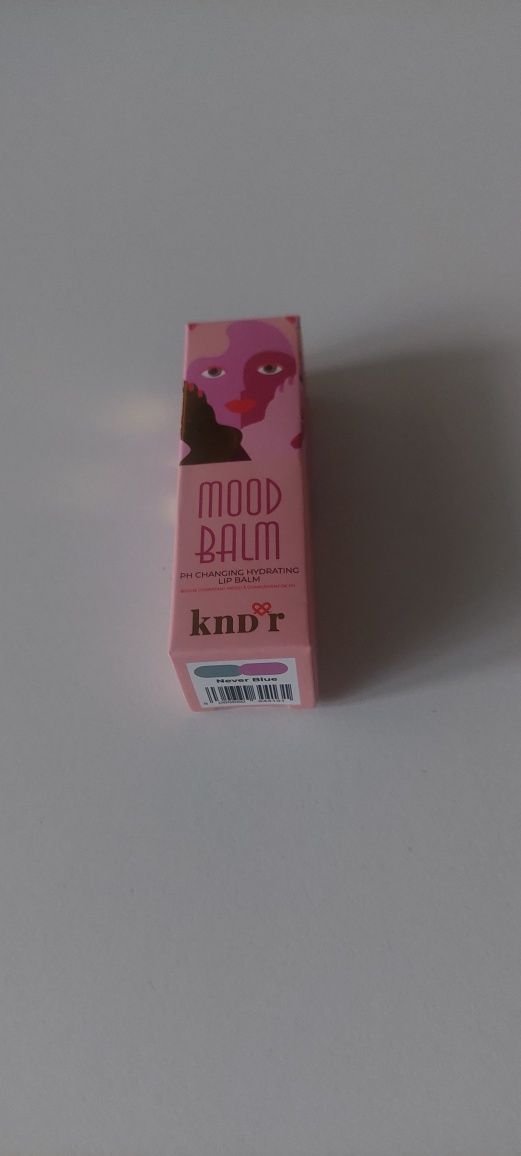 MOOD
BALM
PH CHANGING HYDRATING
LIP BALM
knD r
Never Blue